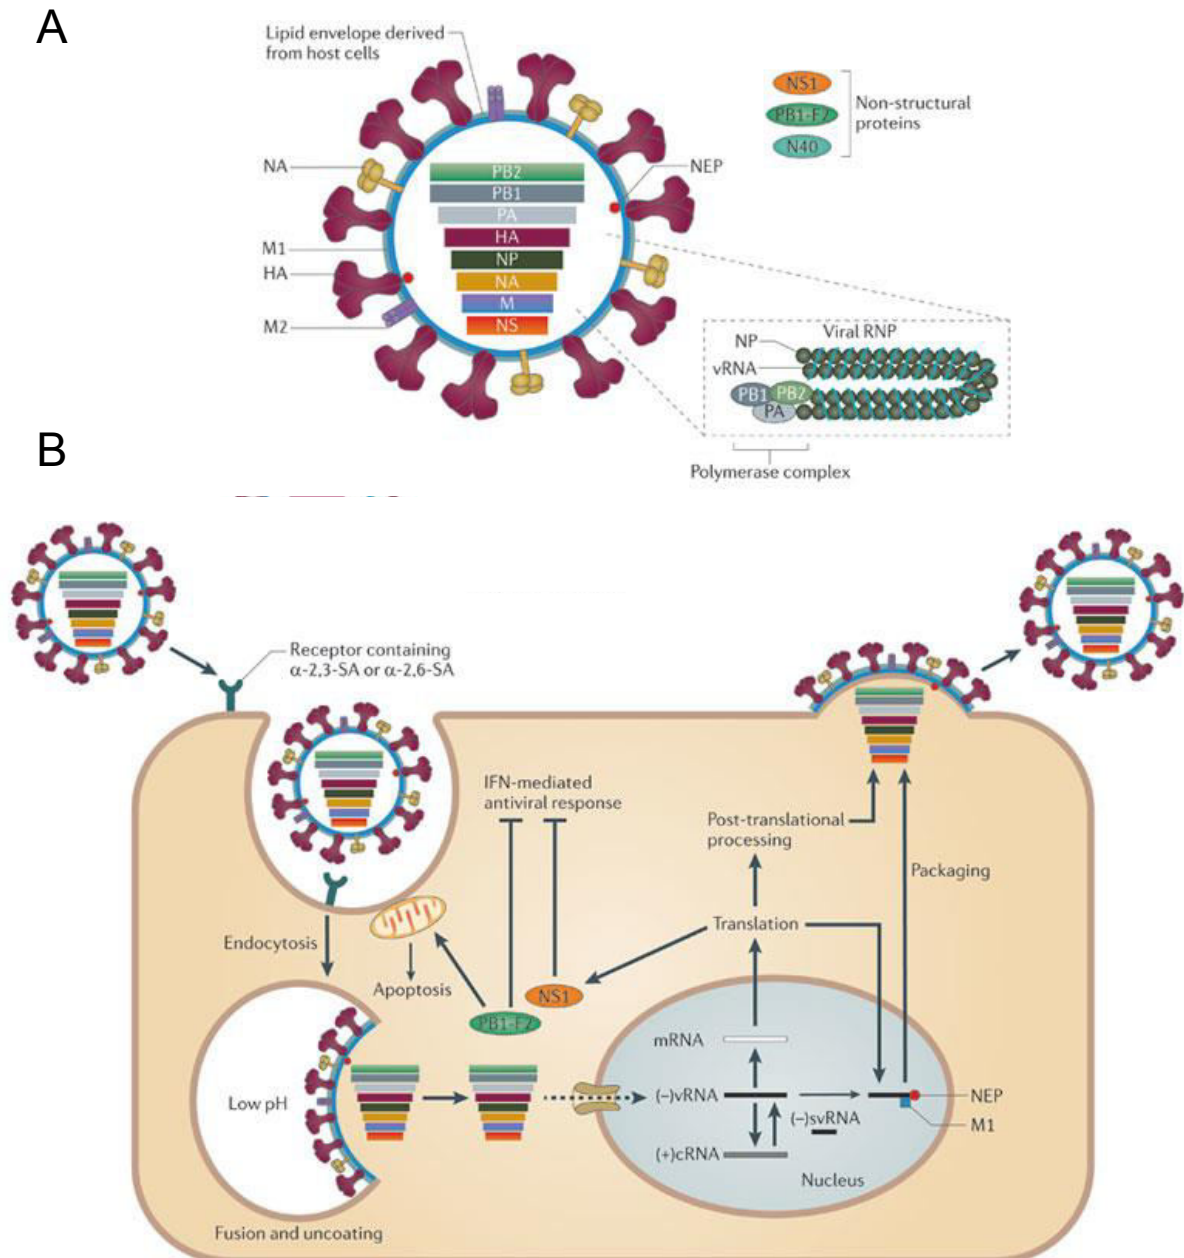 A
Lipid envelope derived
from host cells
NS1
PB1-F2
N40
Non-structural
proteins
NA
NEP
PB2
PB1
PA
HA
NP
NA
M
NS
M1
HA
M2
Viral RNP
NP
vRNA
PB1
PB2
PA
Polymerase complex
B
Receptor containing
α-2,3-SA or α-2,6-SA
IFN-mediated
antiviral response
Post-translational
processing
Packaging
Translation
Endocytosis
Apoptosis
NS1
PB1-F2
mRNA
Low pH
(–)vRNA
(–)svRNA
NEP
M1
(+)cRNA
Nucleus
Fusion and uncoating